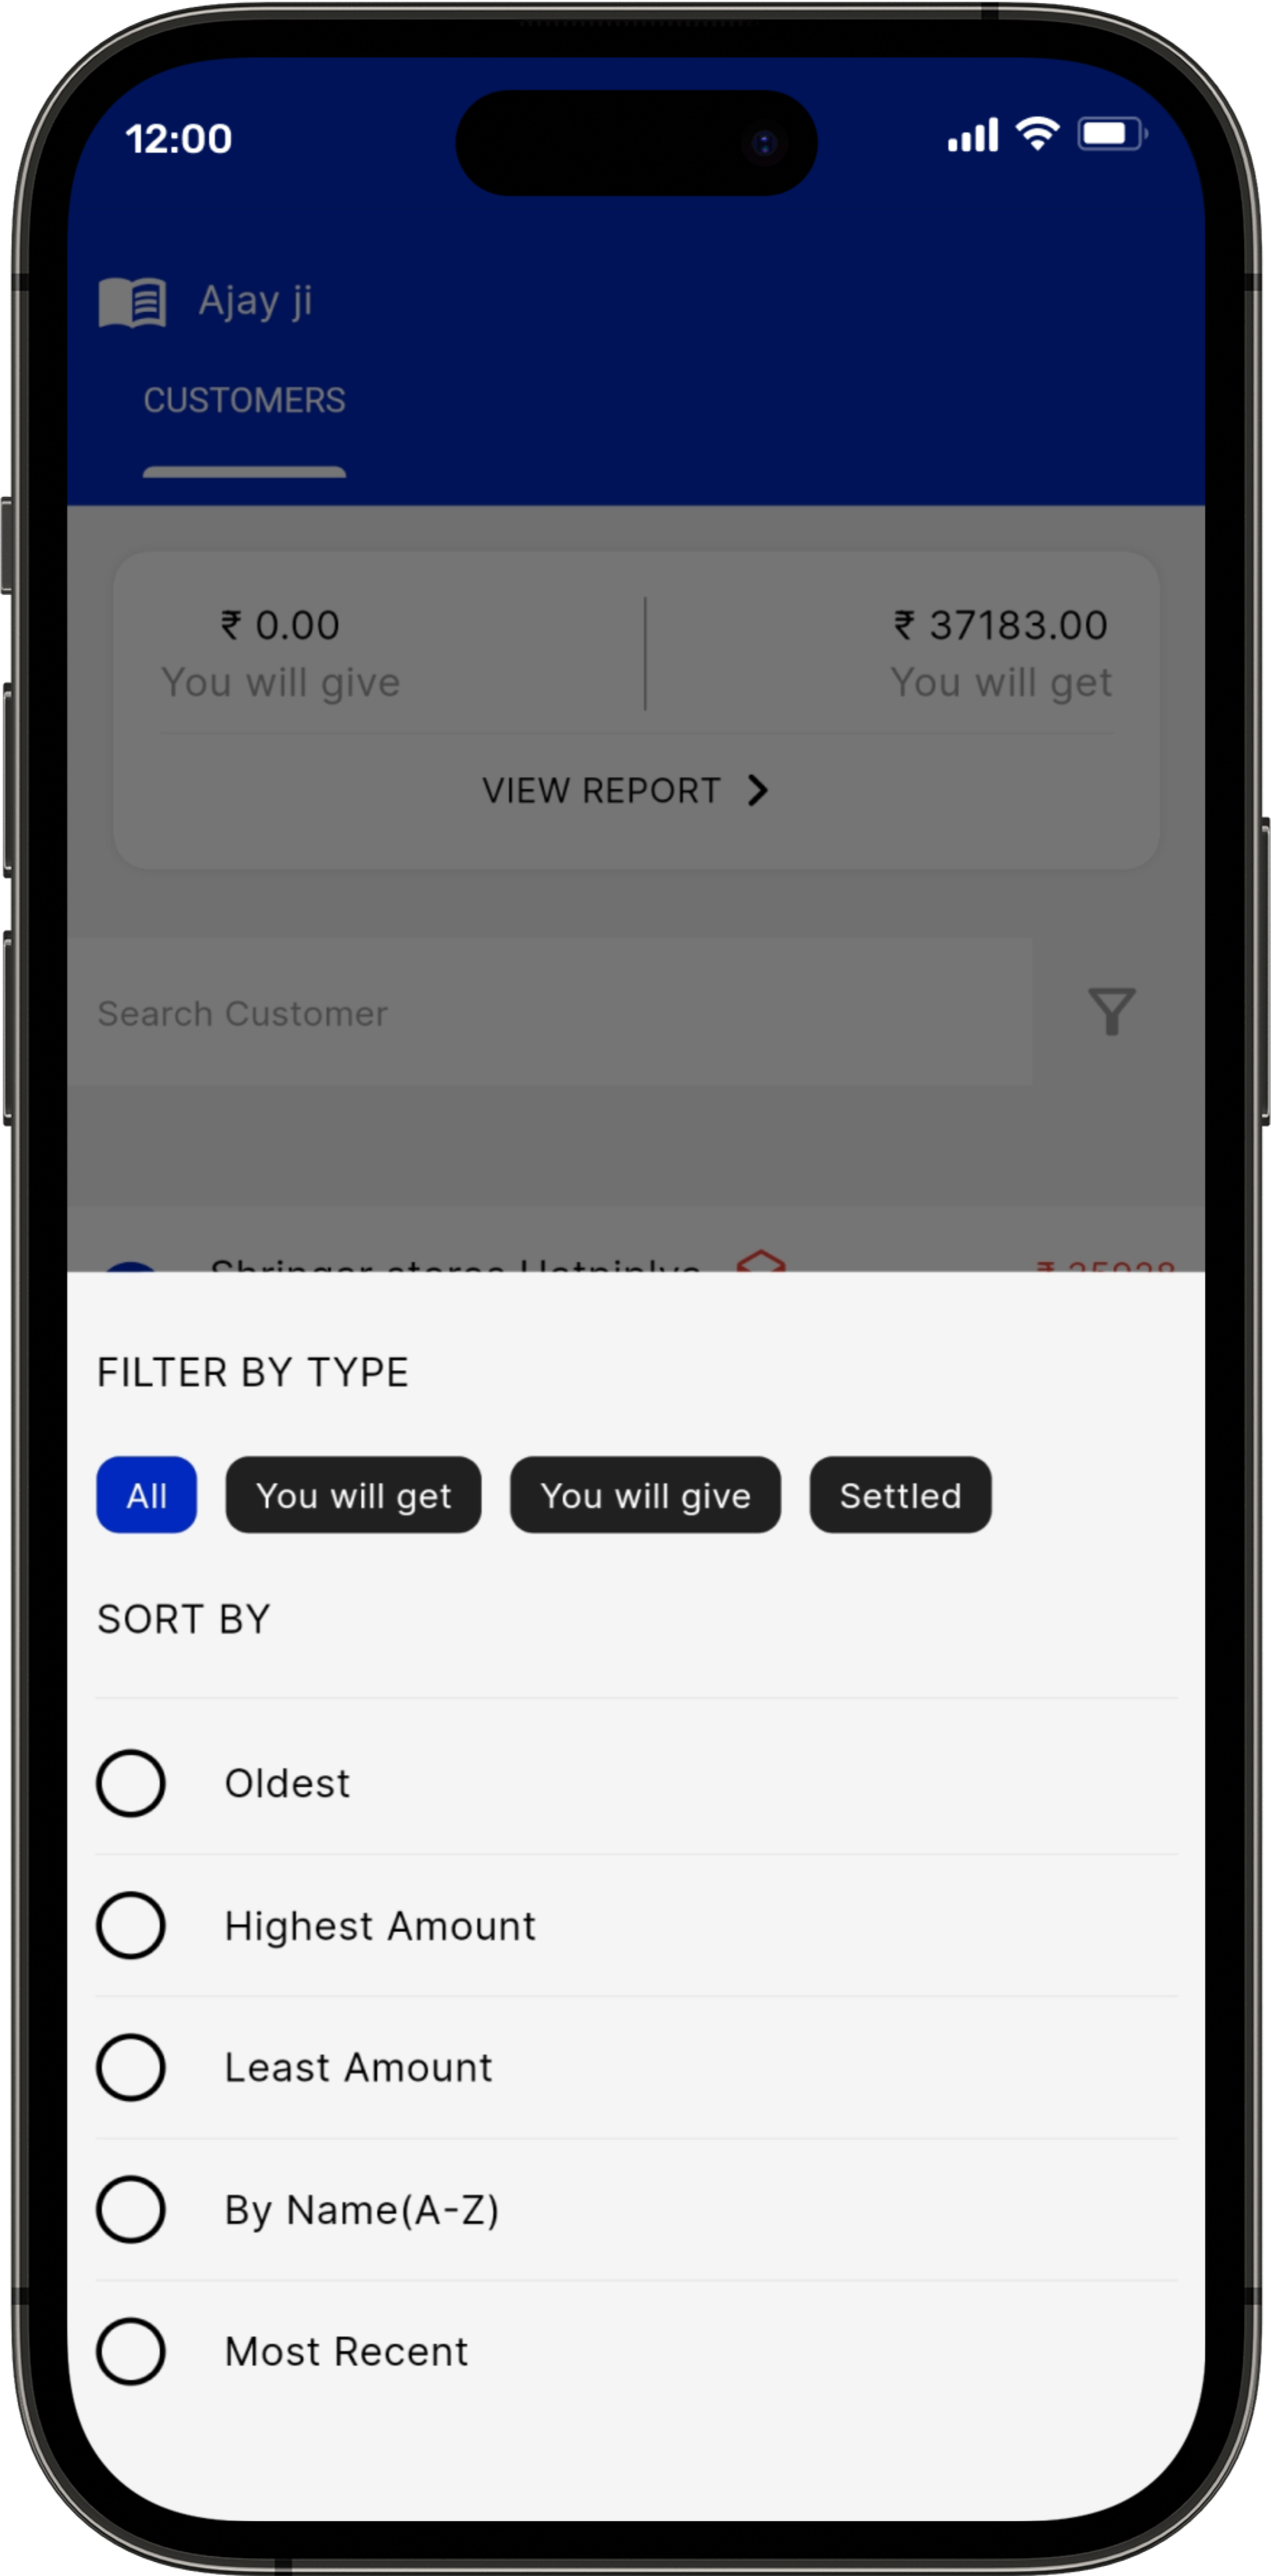 12:00
Ajay ji
CUSTOMERS
₹ 0.00
₹ 37183.00
You will give
You will get
VIEW REPORT
Search Customer
FILTER BY TYPE
All You will get You will give Settled
SORT BY
Oldest
Highest Amount
Least Amount
By Name(A-Z)
Most Recent